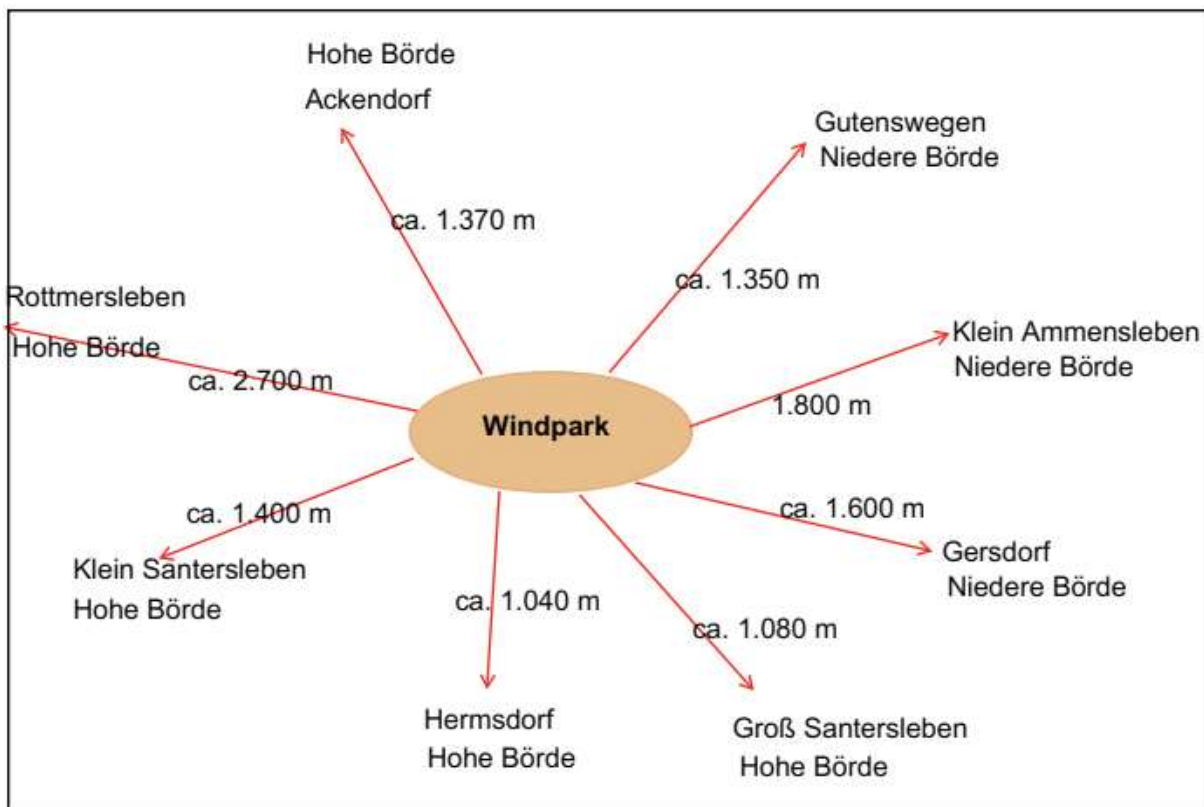 Hohe Börde
Ackendorf
Gutenswegen
Niedere Börde
ca. 1.370 m
ca. 1.350 m
Rottmersleben
Hohe Börde
ca. 2.700 m
Klein Ammensleben
Niedere Börde
1.800 m
Windpark
ca. 1.400 m
ca. 1.600 m
Klein Santersleben
Hohe Börde
Gersdorf
Niedere Börde
ca. 1.040 m
ca. 1.080 m
Hermsdorf
Hohe Börde
Groß Santersleben
Hohe Börde